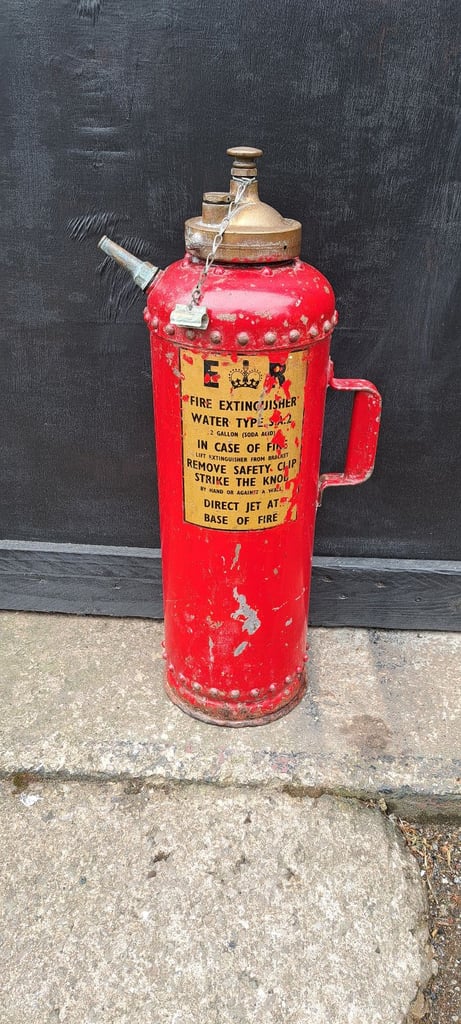 E R
"FIRE EXTINGUISHER"
WATER TYPE S.A.2
2 GALLON (SODA ACID)
IN CASE OF FIRE
LIFT EXTINGUISHER FROM BRACKET
REMOVE SAFETY CLIP
STRIKE THE KNOB
BY HAND OR AGAINST A WALL
DIRECT JET AT
BASE OF FIRE